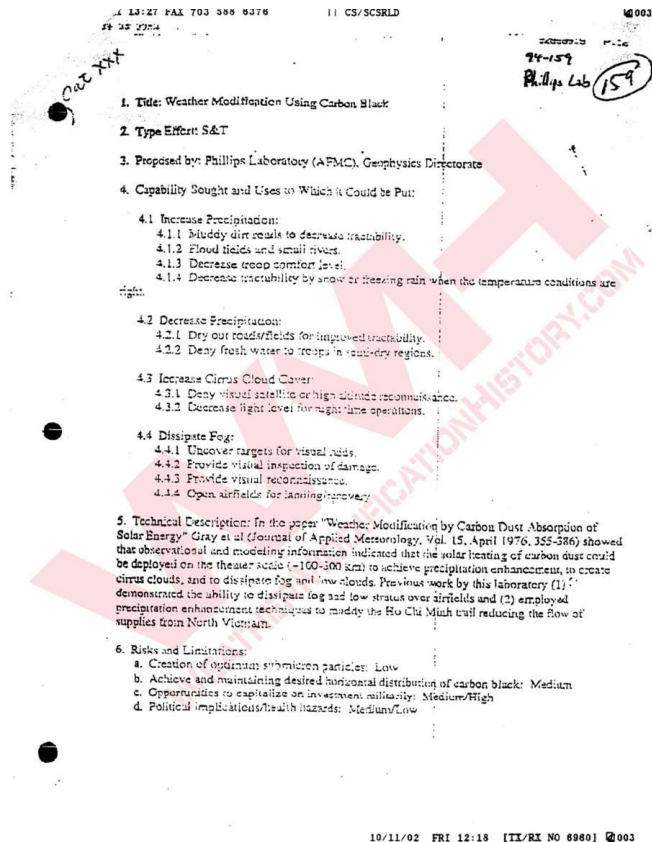 13:27 FAX 703 588 6376 || CS/SCSRLD 003
94-159
Phillips Lab 159
Cat XXX
1. Title: Weather Modification Using Carbon Black
2. Type Effort: S&T
3. Proposed by: Phillips Laboratory (AFMC), Geophysics Directorate
4. Capability Sought and Uses to Which it Could be Put:
4.1 Increase Precipitation:
4.1.1 Muddy dirt roads to decrease tractability.
4.1.2 Flood fields and small rivers.
4.1.3 Decrease troop comfort level.
4.1.4 Decrease tractability by snow or freezing rain when the temperature conditions are
right.
4.2 Decrease Precipitation:
4.2.1 Dry out roads/fields for improved tractability.
4.2.2 Deny fresh water to troops in semi-dry regions.
4.3 Increase Cirrus Cloud Cover:
4.3.1 Deny visual satellite or high altitude reconnaissance.
4.3.2 Decrease light level for night time operations.
4.4 Dissipate Fog:
4.4.1 Uncover targets for visual aids.
4.4.2 Provide visual inspection of damage.
4.4.3 Provide visual reconnaissance.
4.4.4 Open airfields for landing/recovery
5. Technical Description: In the paper "Weather Modification by Carbon Dust Absorption of
Solar Energy" Gray et al (Journal of Applied Meteorology, Vol. 15, April 1976, 355-386) showed
that observational and modeling information indicated that the solar heating of carbon dust could
be deployed on the theater scale (~100-300 km) to achieve precipitation enhancement, to create
cirrus clouds, and to dissipate fog and low clouds. Previous work by this laboratory (1)
demonstrated the ability to dissipate fog and low stratus over airfields and (2) employed
precipitation enhancement techniques to muddy the Ho Chi Minh trail reducing the flow of
supplies from North Vietnam.
6. Risks and Limitations:
a. Creation of optimum submicron particles: Low
b. Achieve and maintaining desired horizontal distribution of carbon black: Medium
c. Opportunities to capitalize on investment militarily: Medium/High
d. Political implications/health hazards: Medium/Low
WMH
WEATHERMODIFICATIONHISTORY.COM
10/11/02 FRI 12:18 [TX/RX NO 6960] 003